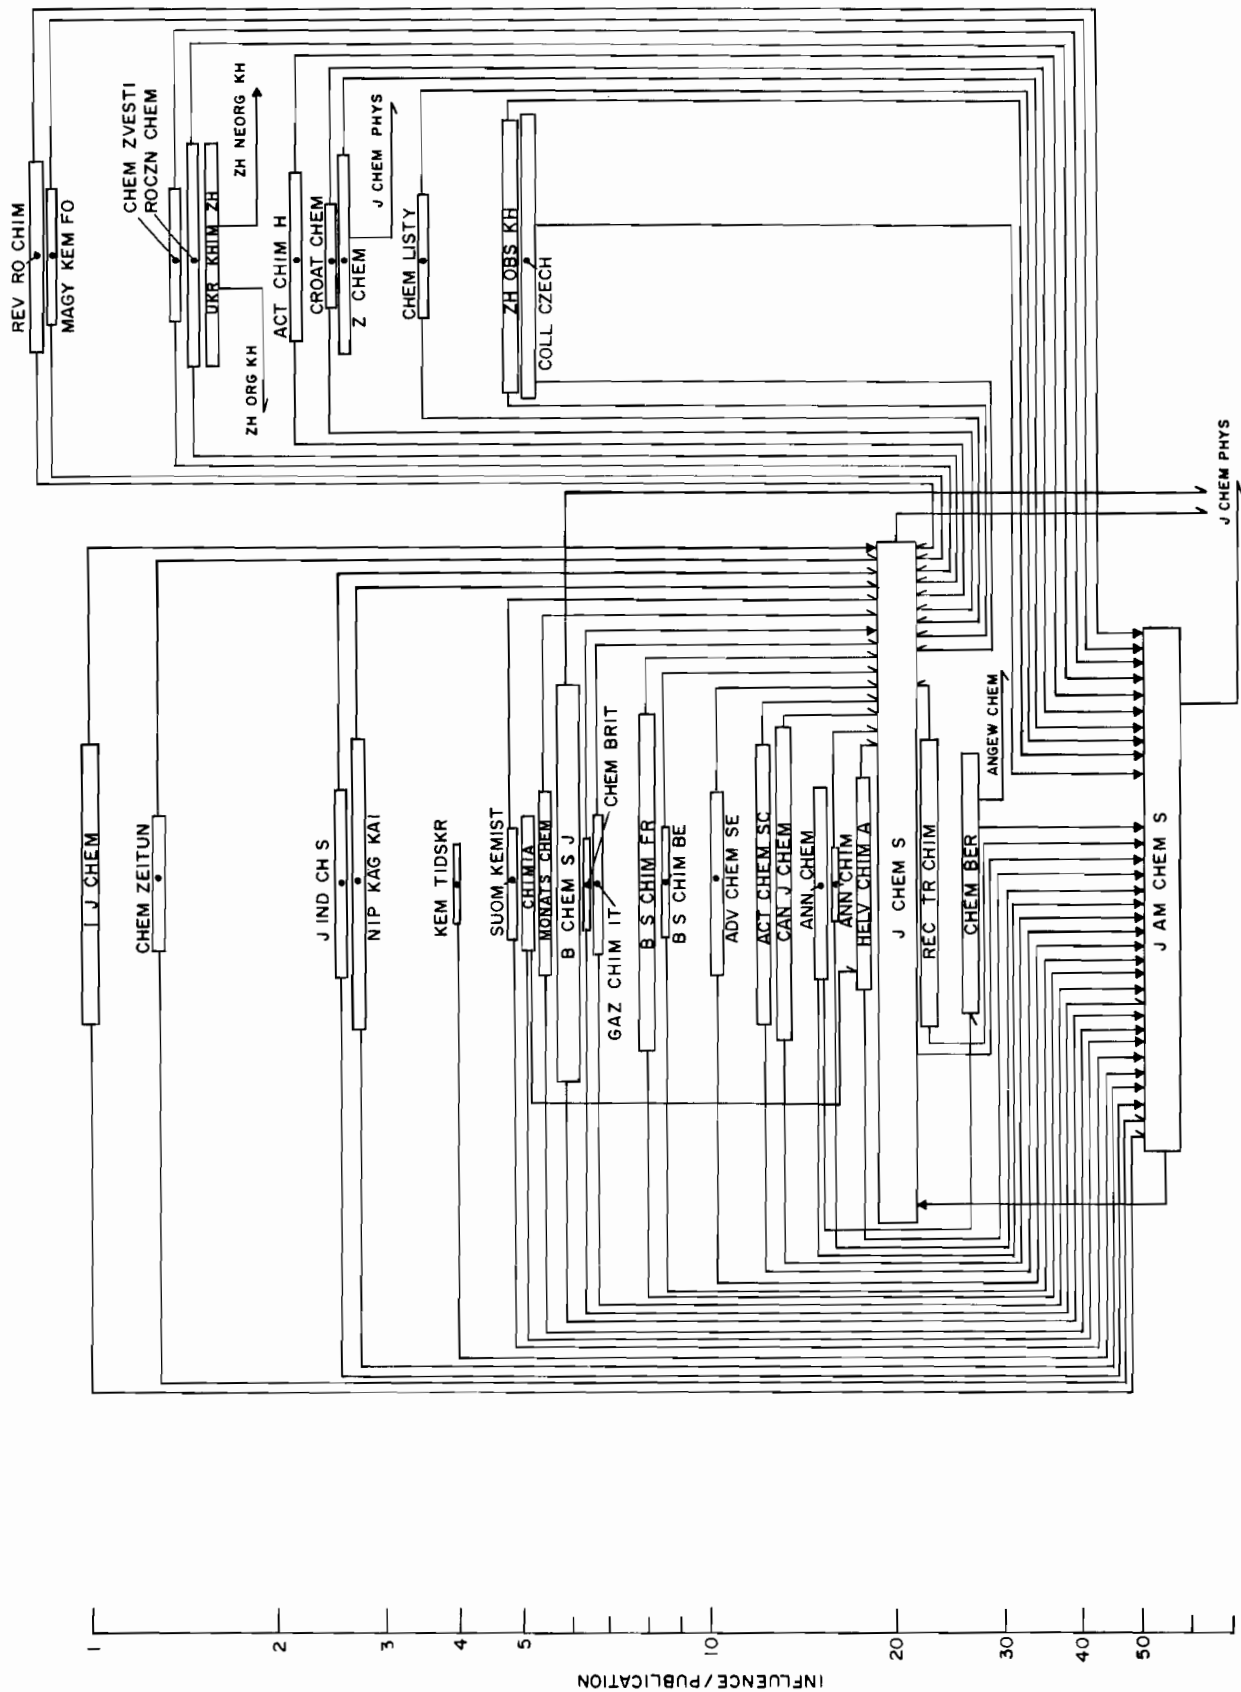 REV RO CHIM
MAGY KEM FO
CHEM ZVESTI
ROCZN CHEM
UKR KHIM ZH
ZH NEORG KH
ZH ORG KH
ACT CHIM H
CROAT CHEM
Z CHEM
J CHEM PHYS
CHEM LISTY
ZH OBS KH
COLL CZECH
I J CHEM
CHEM ZEITUN
J IND CH S
NIP KAG KAI
KEM TIDSKR
SUOM KEMIST
CHIMIA
MONATS CHEM
B CHEM S J
CHEM BRIT
GAZ CHIM IT
B S CHIM FR
B S CHIM BE
ADV CHEM SE
ACT CHEM SC
CAN J CHEM
ANN CHEM
ANN CHIM
HELV CHIM A
J CHEM S
REC TR CHIM
CHEM BER
ANGEW CHEM
J AM CHEM S
J CHEM PHYS
1
2
3
4
5
10
20
30
40
50
INFLUENCE/PUBLICATION